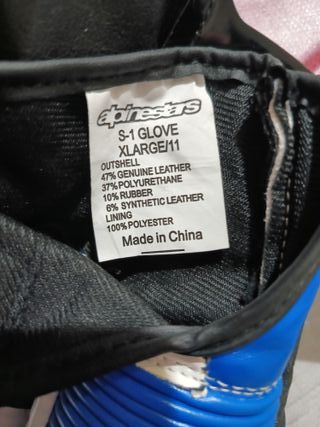 alpinestars
S-1 GLOVE
XLARGE/11
OUTSHELL
47% GENUINE LEATHER
37% POLYURETHANE
10% RUBBER
6% SYNTHETIC LEATHER
LINING
100% POLYESTER
Made in China